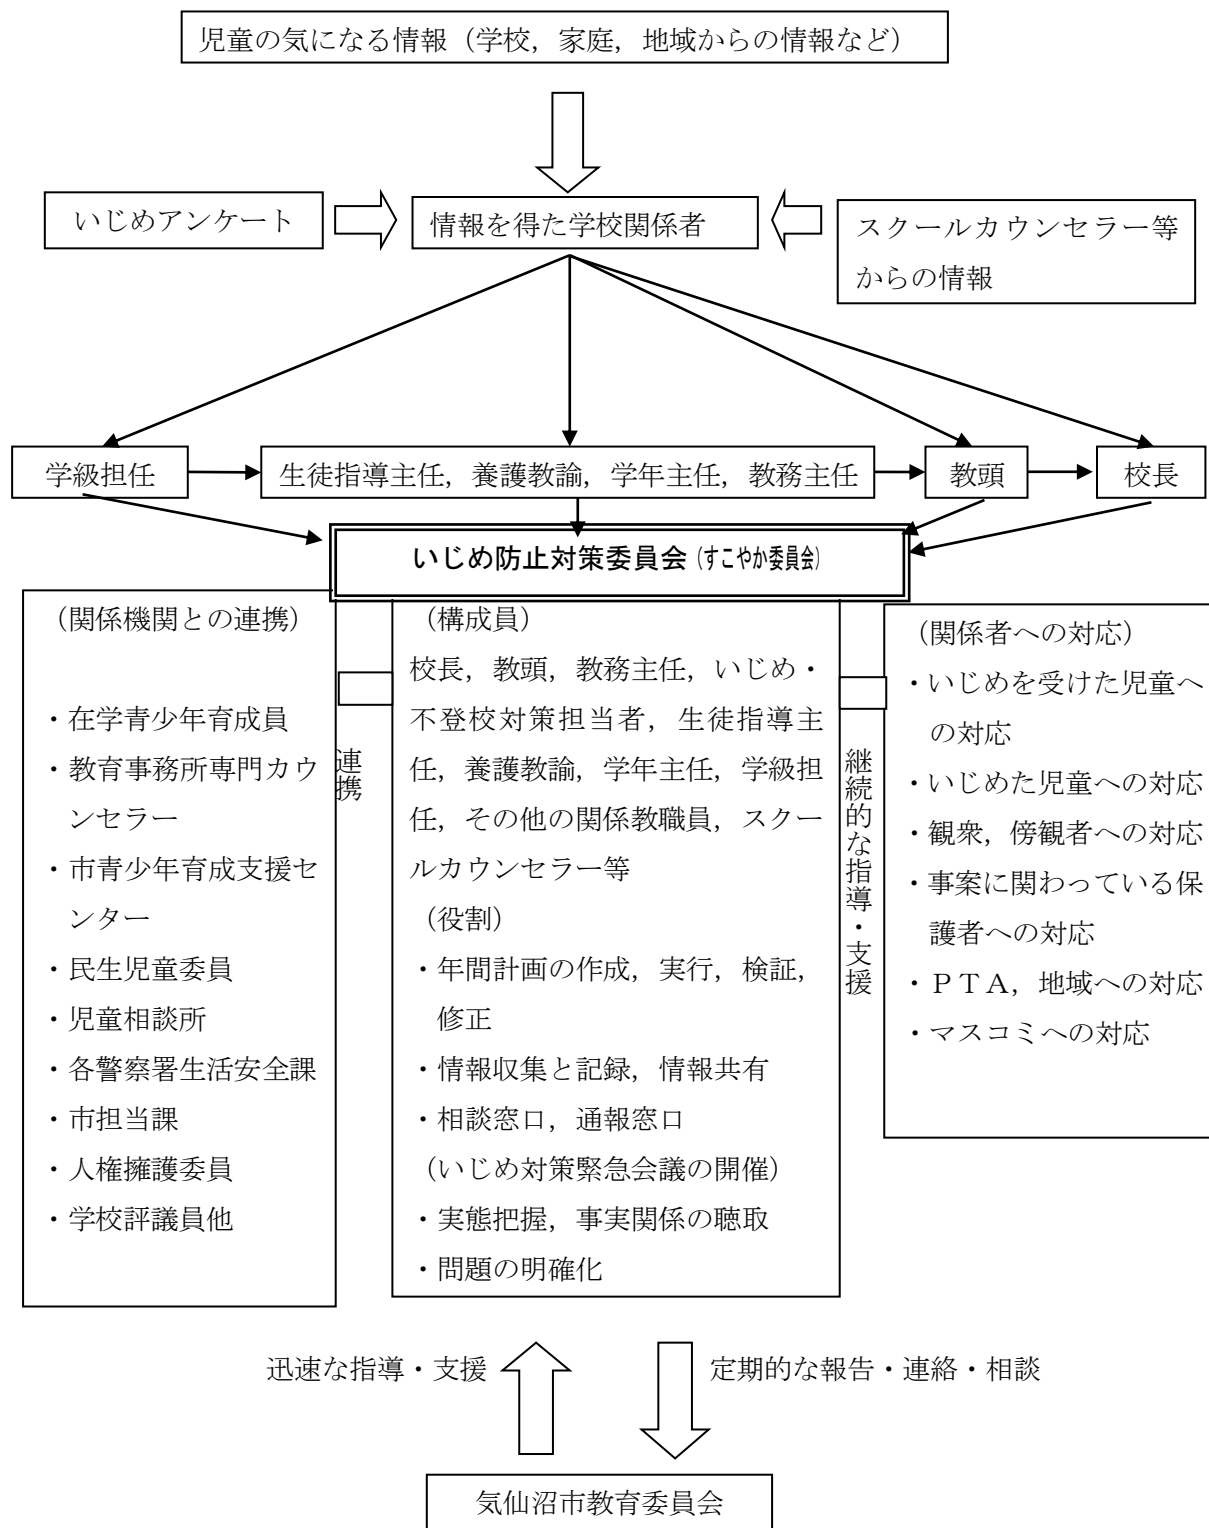 児童の気になる情報（学校，家庭，地域からの情報など）
いじめアンケート
情報を得た学校関係者
スクールカウンセラー等
からの情報
学級担任
生徒指導主任，養護教諭，学年主任，教務主任
教頭
校長
いじめ防止対策委員会（すこやか委員会）
（関係機関との連携）
・在学青少年育成員
・教育事務所専門カウ
ンセラー
・市青少年育成支援セ
ンター
・民生児童委員
・児童相談所
・各警察署生活安全課
・市担当課
・人権擁護委員
・学校評議員他
連携
（構成員）
校長，教頭，教務主任，いじめ・
不登校対策担当者，生徒指導主
任，養護教諭，学年主任，学級担
任，その他の関係教職員，スクー
ルカウンセラー等
（役割）
・年間計画の作成，実行，検証，
修正
・情報収集と記録，情報共有
・相談窓口，通報窓口
（いじめ対策緊急会議の開催）
・実態把握，事実関係の聴取
・問題の明確化
継続的な指導・支援
（関係者への対応）
・いじめを受けた児童へ
の対応
・いじめた児童への対応
・観衆，傍観者への対応
・事案に関わっている保
護者への対応
・ＰＴＡ，地域への対応
・マスコミへの対応
迅速な指導・支援
定期的な報告・連絡・相談
気仙沼市教育委員会